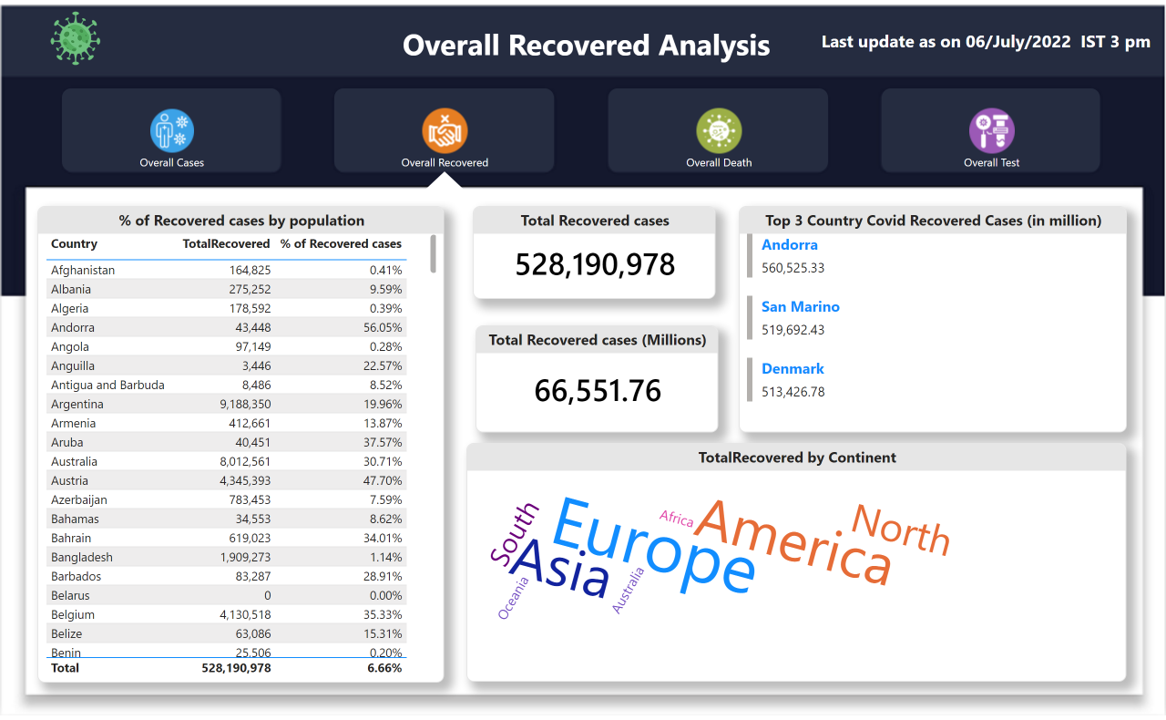 Overall Recovered Analysis
Last update as on 06/July/2022 IST 3 pm
Overall Cases
Overall Recovered
Overall Death
Overall Test
% of Recovered cases by population
Country TotalRecovered % of Recovered cases
Afghanistan 164,825 0.41%
Albania 275,252 9.59%
Algeria 178,592 0.39%
Andorra 43,448 56.05%
Angola 97,149 0.28%
Anguilla 3,446 22.57%
Antigua and Barbuda 8,486 8.52%
Argentina 9,188,350 19.96%
Armenia 412,661 13.87%
Aruba 40,451 37.57%
Australia 8,012,561 30.71%
Austria 4,345,393 47.70%
Azerbaijan 783,453 7.59%
Bahamas 34,553 8.62%
Bahrain 619,023 34.01%
Bangladesh 1,909,273 1.14%
Barbados 83,287 28.91%
Belarus 0 0.00%
Belgium 4,130,518 35.33%
Belize 63,086 15.31%
Benin 25,506 0.20%
Total 528,190,978 6.66%
Total Recovered cases
528,190,978
Total Recovered cases (Millions)
66,551.76
Top 3 Country Covid Recovered Cases (in million)
Andorra
560,525.33
San Marino
519,692.43
Denmark
513,426.78
TotalRecovered by Continent
South
Europe
Africa
America
North
Asia
Oceania
Australia